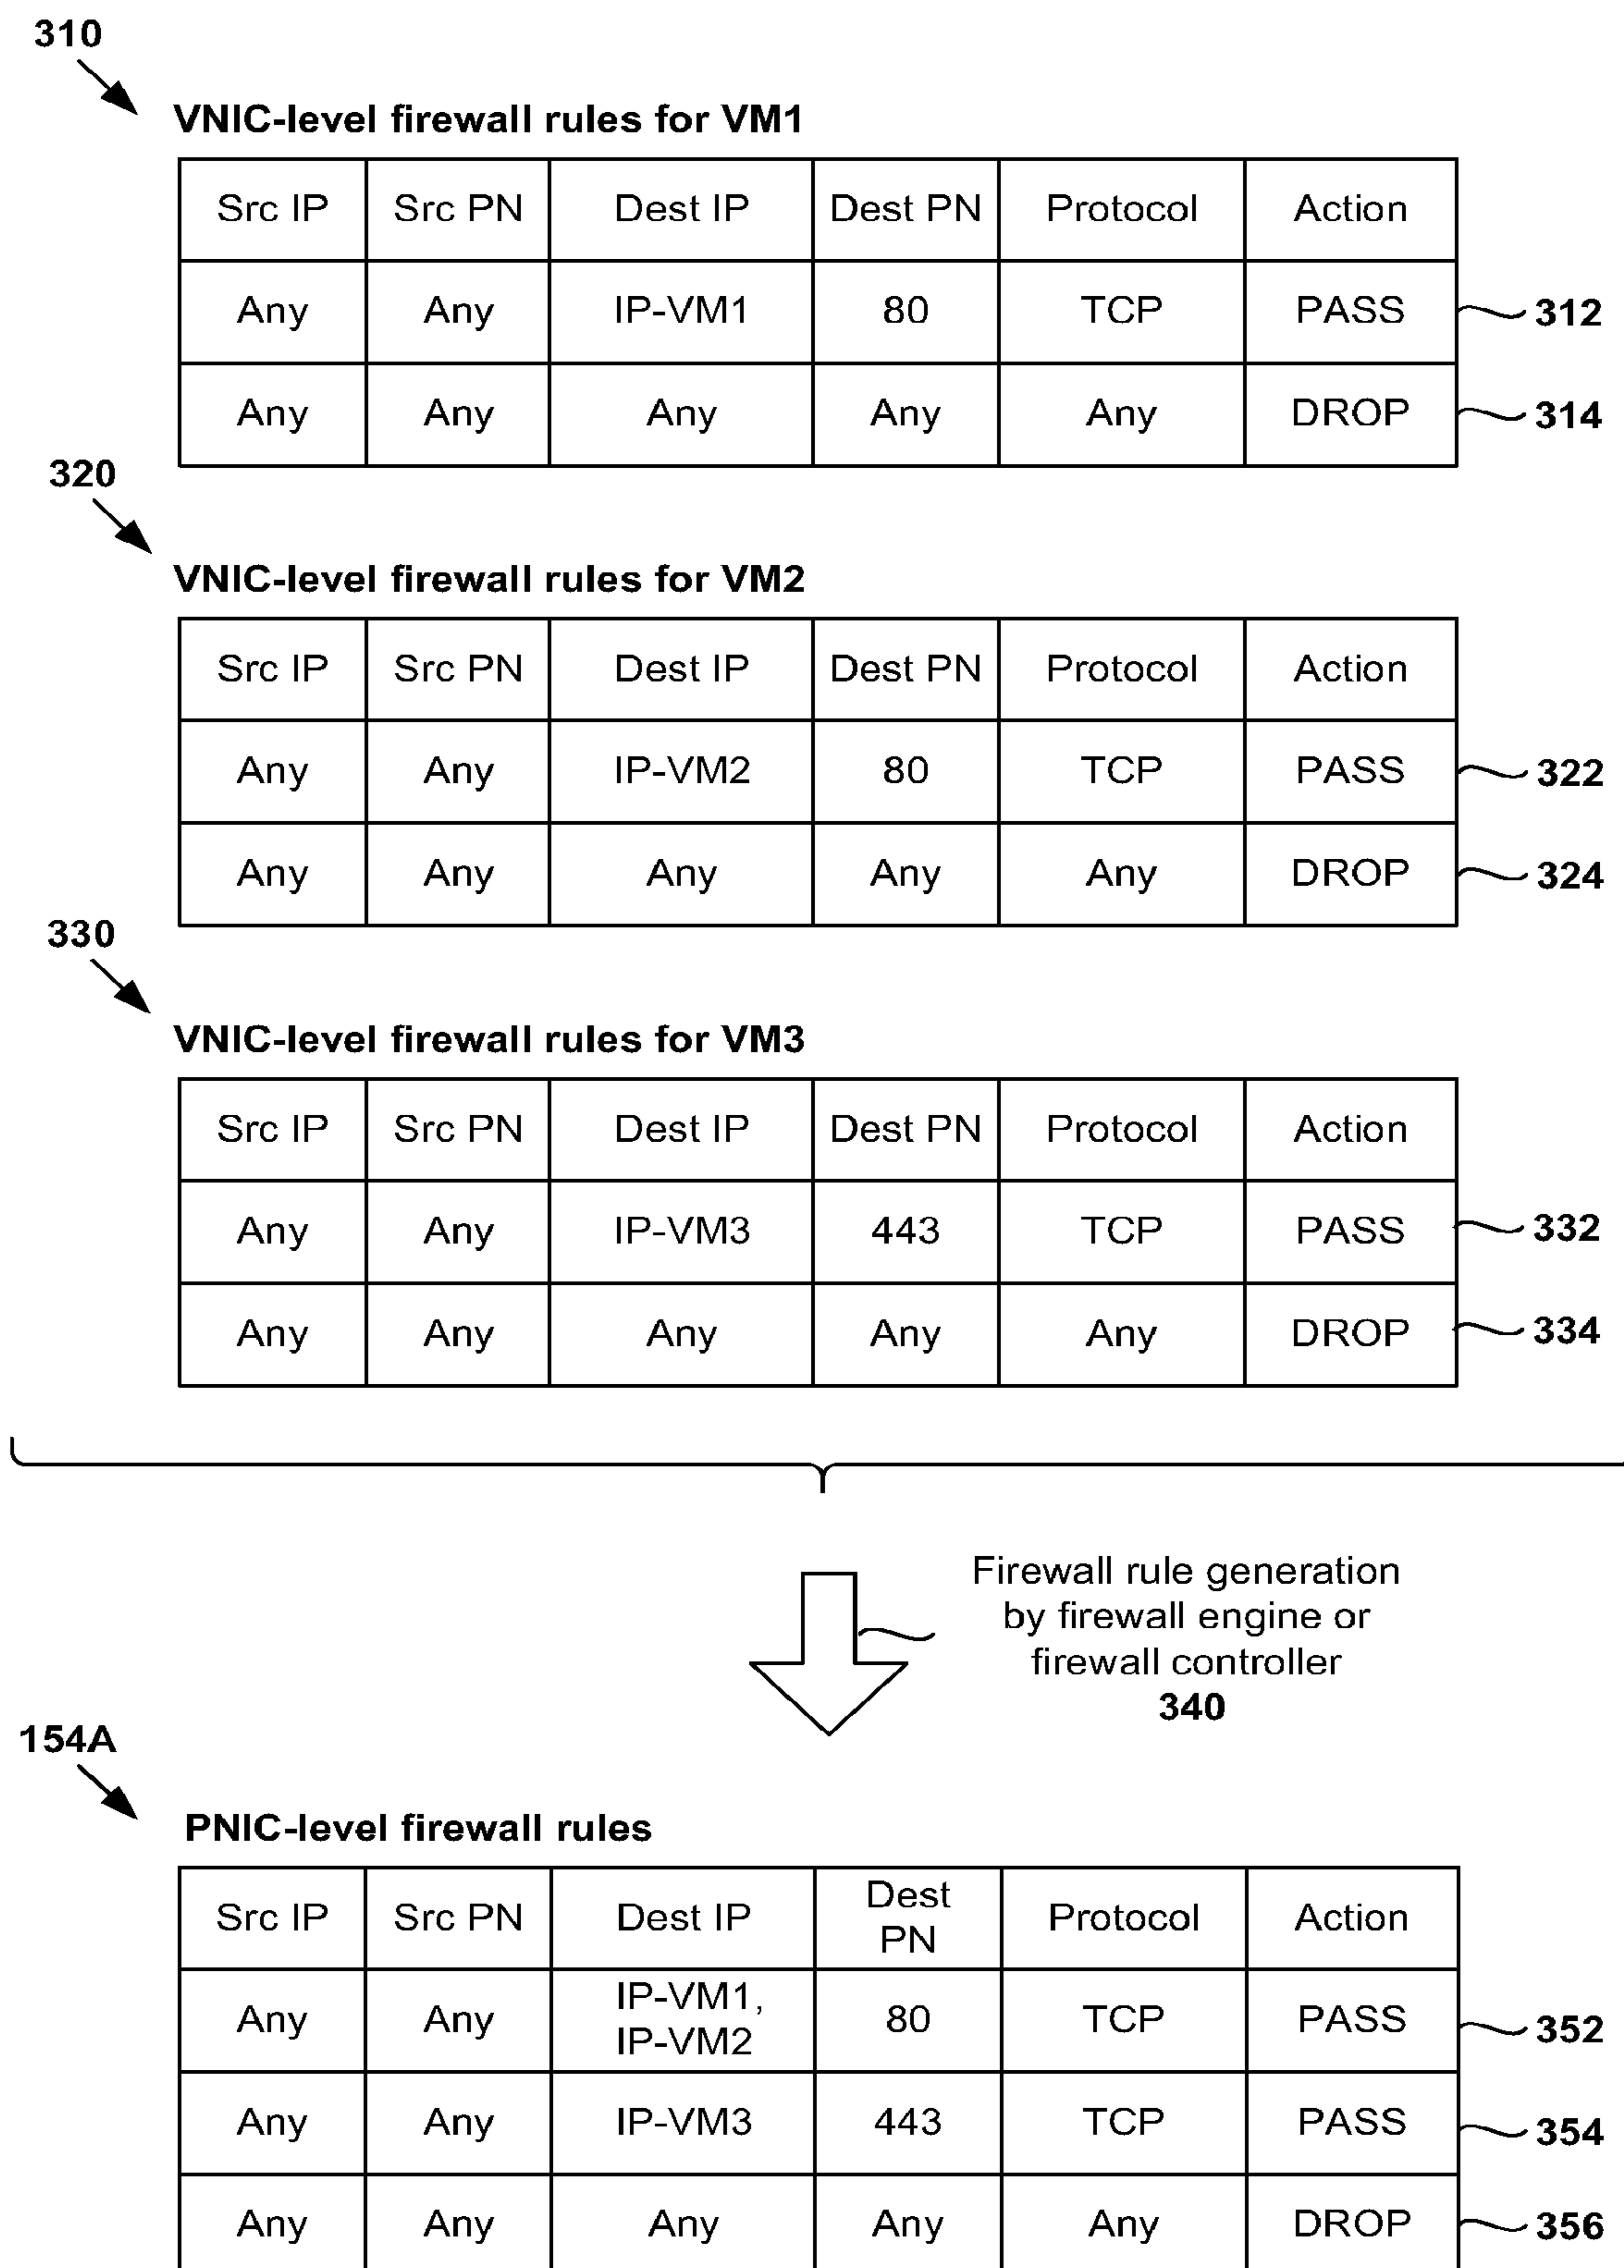 310
VNIC-level firewall rules for VM1
Src IP Src PN Dest IP Dest PN Protocol Action
Any Any IP-VM1 80 TCP PASS 312
Any Any Any Any Any DROP 314
320
VNIC-level firewall rules for VM2
Src IP Src PN Dest IP Dest PN Protocol Action
Any Any IP-VM2 80 TCP PASS 322
Any Any Any Any Any DROP 324
330
VNIC-level firewall rules for VM3
Src IP Src PN Dest IP Dest PN Protocol Action
Any Any IP-VM3 443 TCP PASS 332
Any Any Any Any Any DROP 334
Firewall rule generation
by firewall engine or
firewall controller
340
154A
PNIC-level firewall rules
Src IP Src PN Dest IP Dest PN Protocol Action
Any Any IP-VM1, IP-VM2 80 TCP PASS 352
Any Any IP-VM3 443 TCP PASS 354
Any Any Any Any Any DROP 356